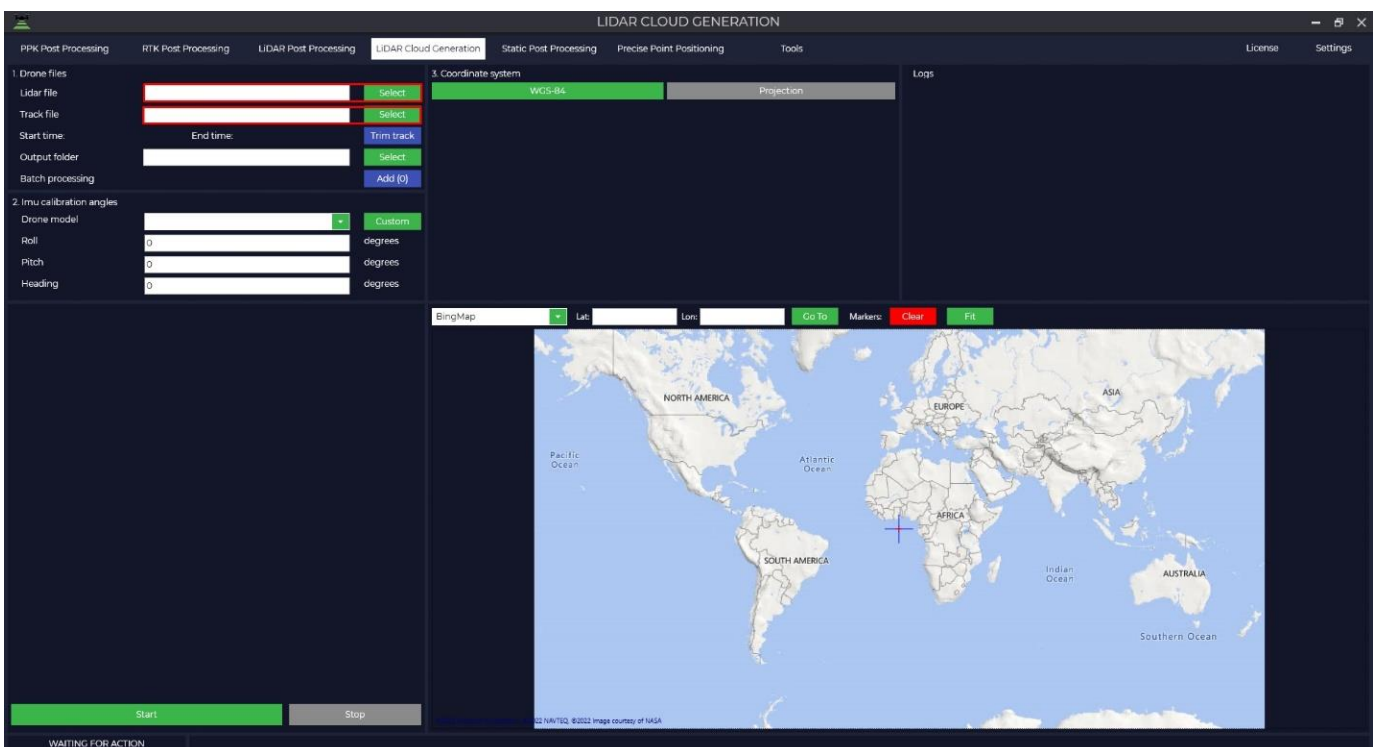 LIDAR CLOUD GENERATION
PPK Post Processing RTK Post Processing LiDAR Post Processing LiDAR Cloud Generation Static Post Processing Precise Point Positioning Tools License Settings
1. Drone files
Lidar file Select
Track file Select
Start time: End time: Trim track
Output folder Select
Batch processing Add (0)
2. Imu calibration angles
Drone model Custom
Roll 0 degrees
Pitch 0 degrees
Heading 0 degrees
3. Coordinate system
WGS-84 Projection
Logs
BingMap Lat: Lon: Go To Markers: Clear Fit
NORTH AMERICA
EUROPE
ASIA
Pacific
Ocean
Atlantic
Ocean
AFRICA
SOUTH AMERICA
Indian
Ocean
AUSTRALIA
Southern Ocean
NAVTEQ, ©2022 Image courtesy of NASA
Start Stop
WAITING FOR ACTION